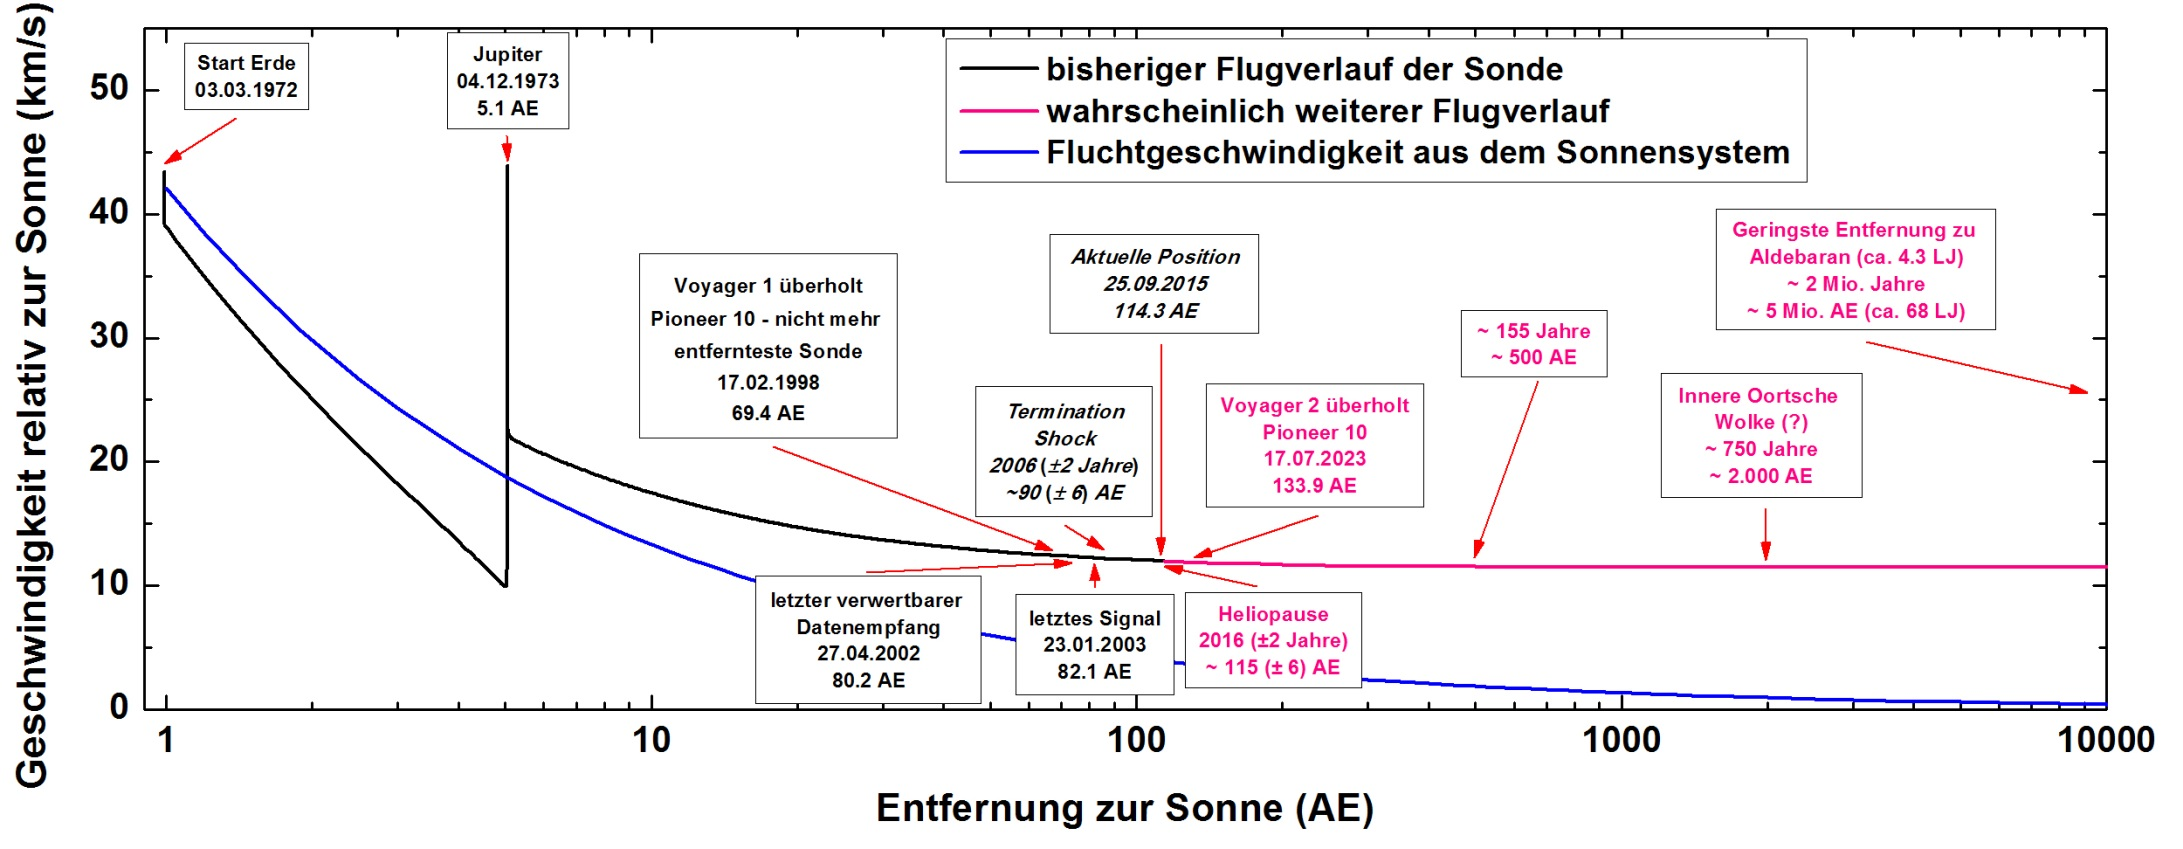 Geschwindigkeit relativ zur Sonne (km/s)
50
40
30
20
10
0
Start Erde
03.03.1972
Jupiter
04.12.1973
5.1 AE
bisheriger Flugverlauf der Sonde
wahrscheinlich weiterer Flugverlauf
Fluchtgeschwindigkeit aus dem Sonnensystem
Voyager 1 überholt
Pioneer 10 - nicht mehr
entfernteste Sonde
17.02.1998
69.4 AE
Termination
Shock
2006 (±2 Jahre)
~90 (± 6) AE
Aktuelle Position
25.09.2015
114.3 AE
Voyager 2 überholt
Pioneer 10
17.07.2023
133.9 AE
~ 155 Jahre
~ 500 AE
Innere Oortsche
Wolke (?)
~ 750 Jahre
~ 2.000 AE
Geringste Entfernung zu
Aldebaran (ca. 4.3 LJ)
~ 2 Mio. Jahre
~ 5 Mio. AE (ca. 68 LJ)
letzter verwertbarer
Datenempfang
27.04.2002
80.2 AE
letztes Signal
23.01.2003
82.1 AE
Heliopause
2016 (±2 Jahre)
~ 115 (± 6) AE
1
10
100
1000
10000
Entfernung zur Sonne (AE)